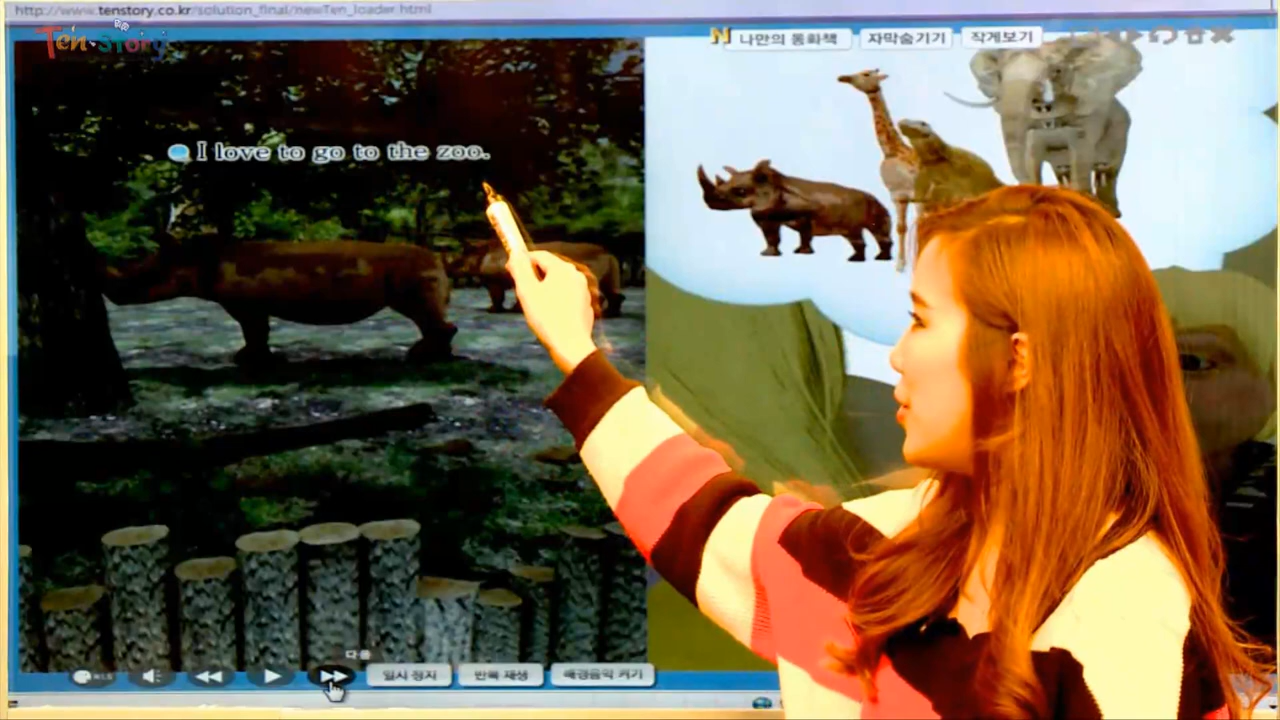 http://www.tenstory.co.kr/solution_final/newTen_loader.html
Ten Story
나만의 동화책
자막숨기기
작게보기
I love to go to the zoo.
다음
일시 정지
반복 재생
배경음악 끄기